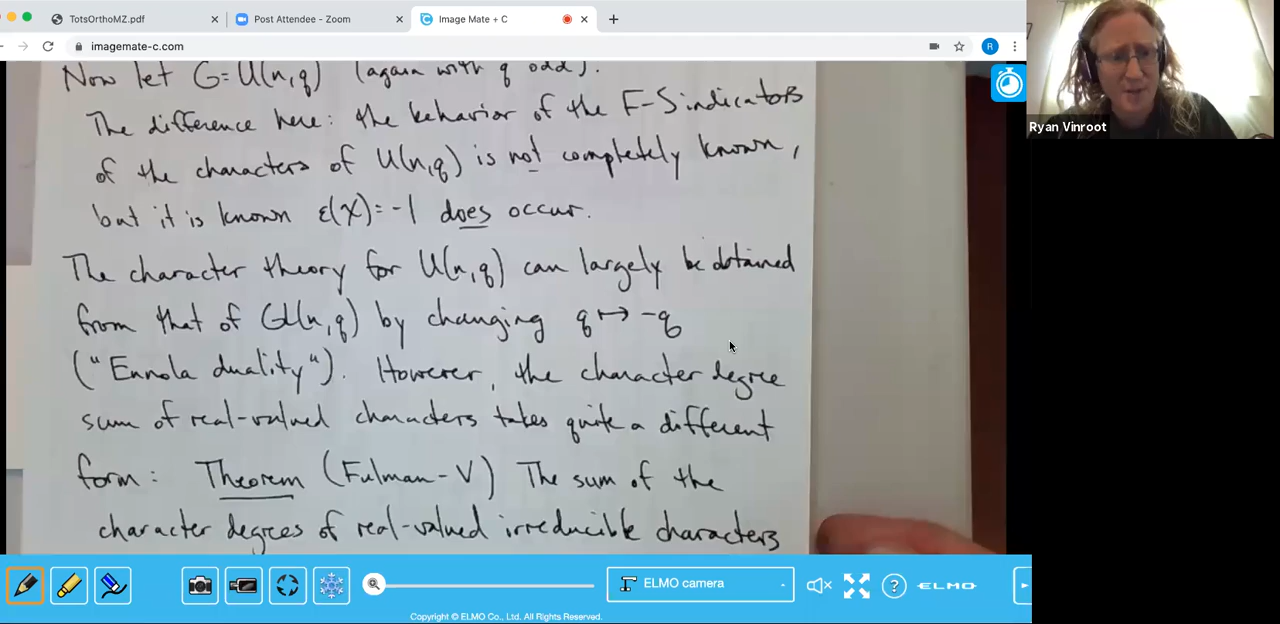 TotsOrthoMZ.pdf
Post Attendee - Zoom
Image Mate + C
imagemate-c.com
R
Now let G=U(n,q) (again with q odd).
The difference here: the behavior of the F-S indicators
of the characters of U(n,q) is not completely known,
but it is known ε(χ)=-1 does occur.
The character theory for U(n,q) can largely be obtained
from that of GL(n,q) by changing q ↦ -q
("Ennola duality"). However, the character degree
sum of real-valued characters takes quite a different
form: Theorem (Fulman-V) The sum of the
character degrees of real-valued irreducible characters
Ryan Vinroot
ELMO camera
ELMO
Copyright © ELMO Co., Ltd. All Rights Reserved.